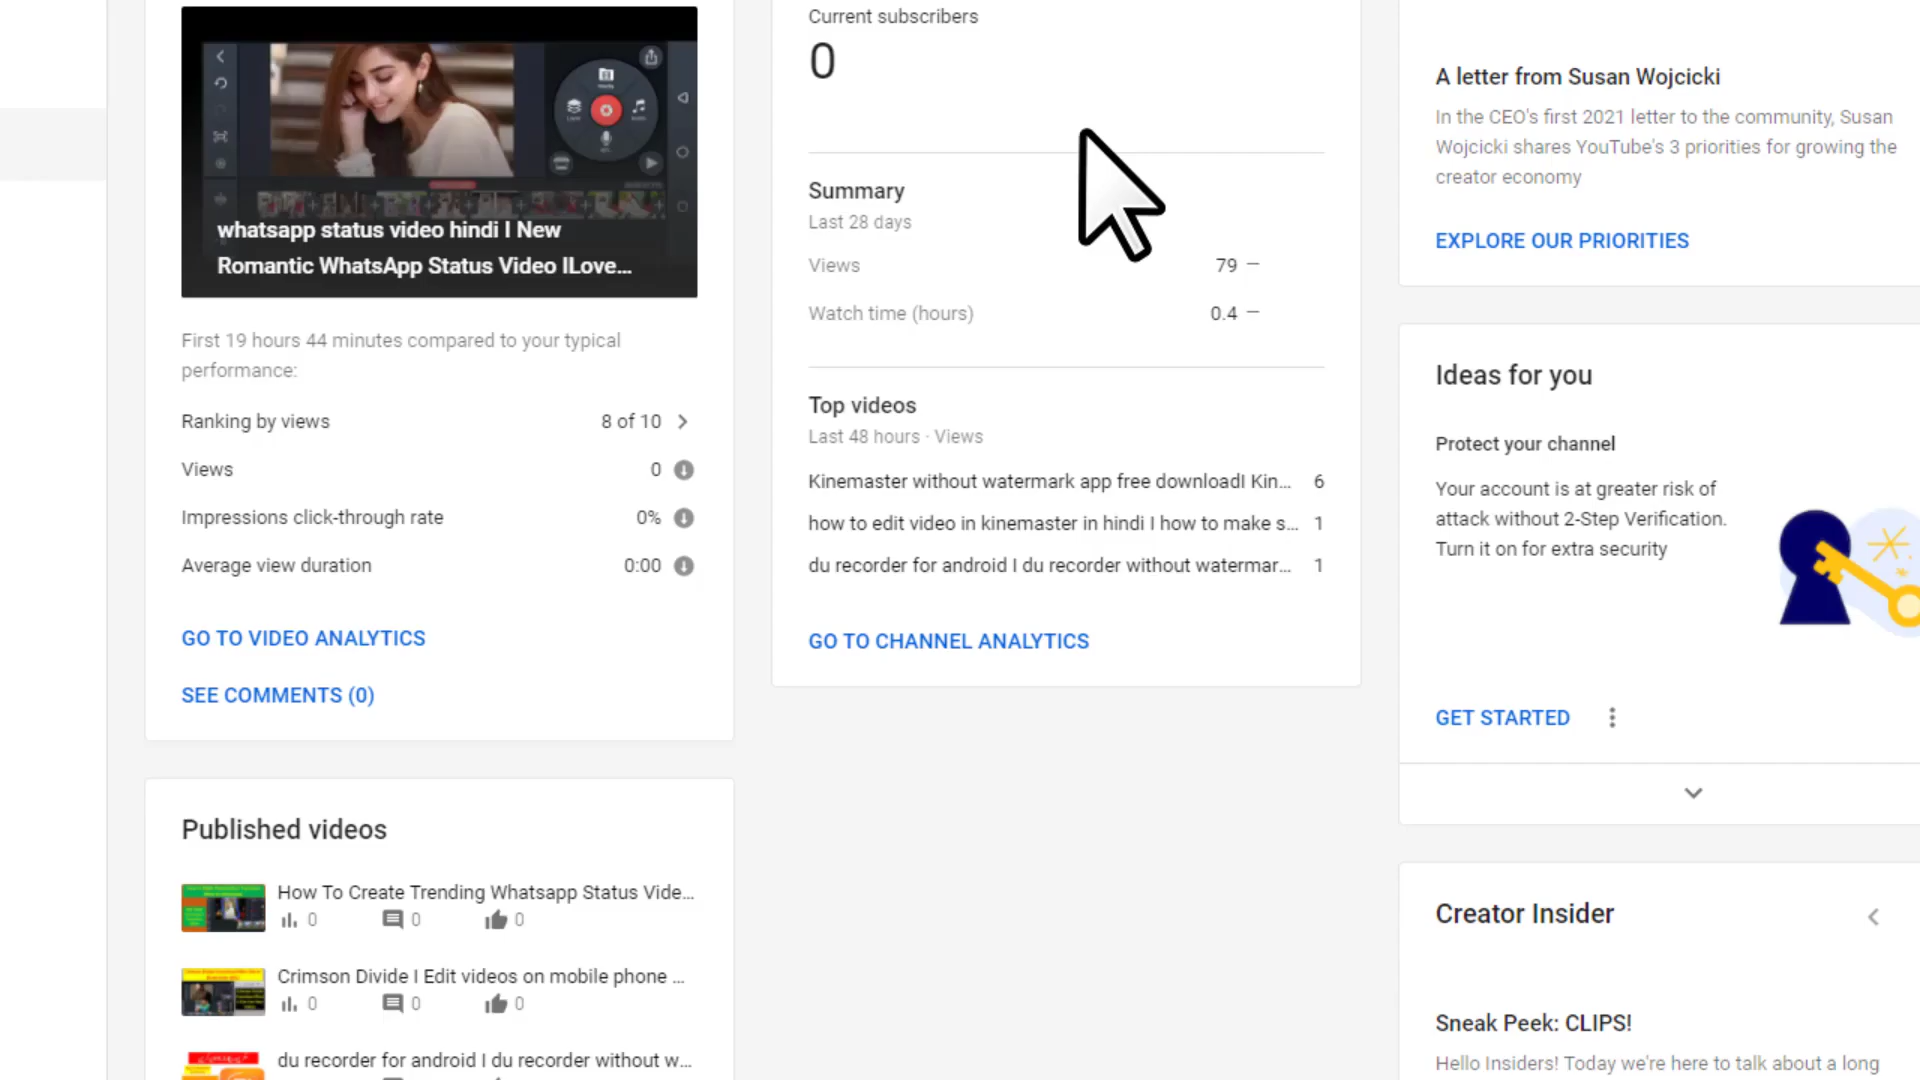 whatsapp status video hindi I New
Romantic WhatsApp Status Video ILove...
First 19 hours 44 minutes compared to your typical
performance:
Ranking by views 8 of 10
Views 0
Impressions click-through rate 0%
Average view duration 0:00
GO TO VIDEO ANALYTICS
SEE COMMENTS (0)
Published videos
How To Create Trending Whatsapp Status Vide...
0 0 0
Crimson Divide I Edit videos on mobile phone ...
0 0 0
du recorder for android I du recorder without w...
Current subscribers
0
Summary
Last 28 days
Views 79 —
Watch time (hours) 0.4 —
Top videos
Last 48 hours · Views
Kinemaster without watermark app free downloadI Kin... 6
how to edit video in kinemaster in hindi I how to make s... 1
du recorder for android I du recorder without watermar... 1
GO TO CHANNEL ANALYTICS
A letter from Susan Wojcicki
In the CEO's first 2021 letter to the community, Susan
Wojcicki shares YouTube's 3 priorities for growing the
creator economy
EXPLORE OUR PRIORITIES
Ideas for you
Protect your channel
Your account is at greater risk of
attack without 2-Step Verification.
Turn it on for extra security
GET STARTED
Creator Insider
Sneak Peek: CLIPS!
Hello Insiders! Today we're here to talk about a long